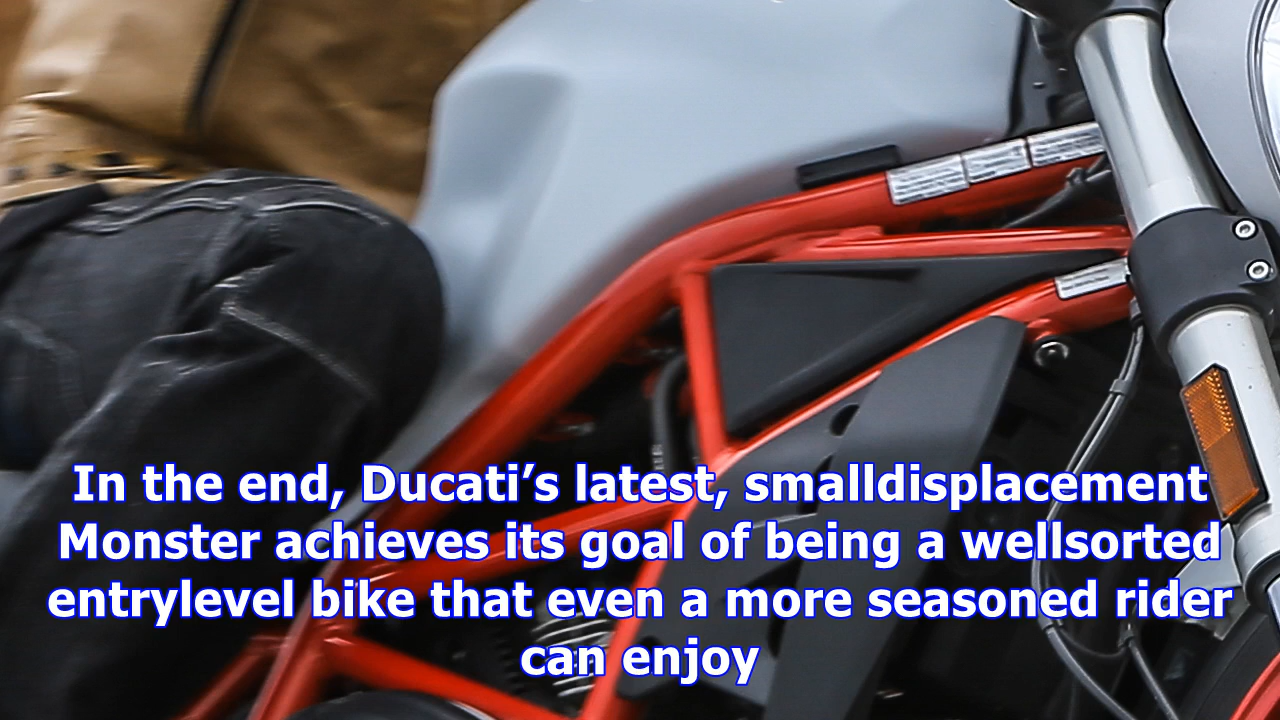 In the end, Ducati’s latest, smalldisplacement
Monster achieves its goal of being a wellsorted
entrylevel bike that even a more seasoned rider
can enjoy